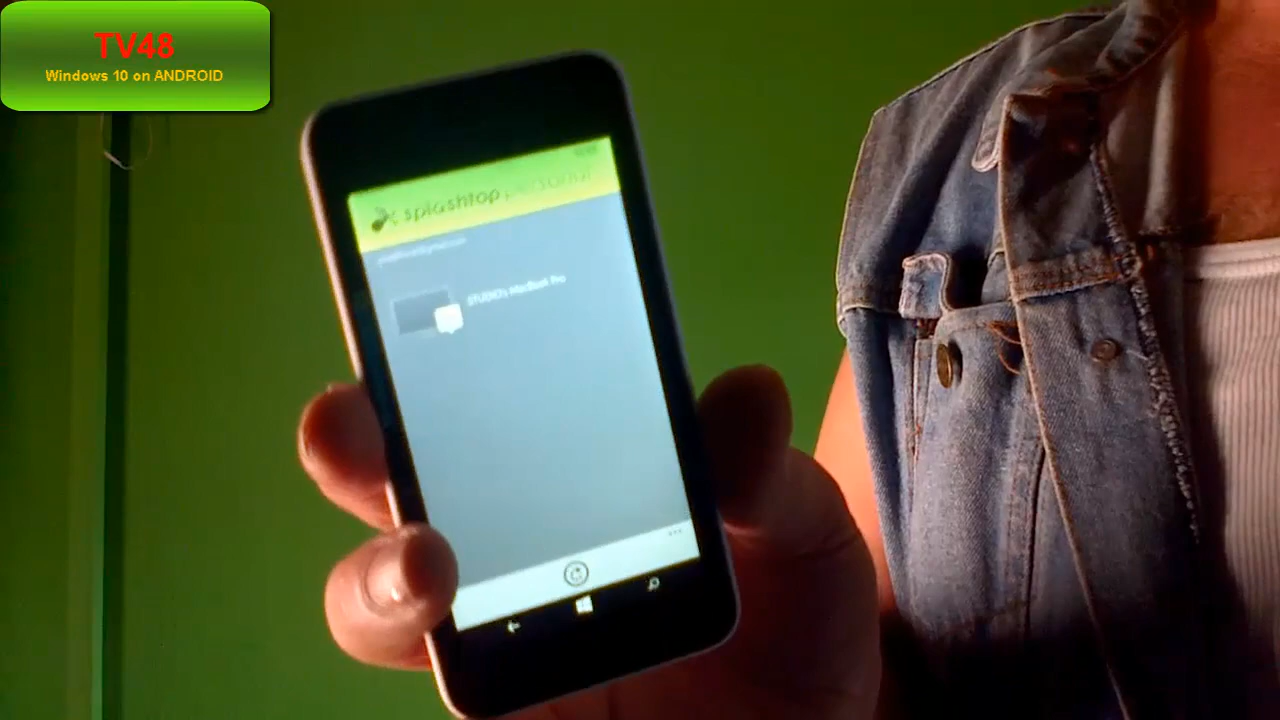 TV48
Windows 10 on ANDROID
splashtop personal
STUDIO's MacBook Pro